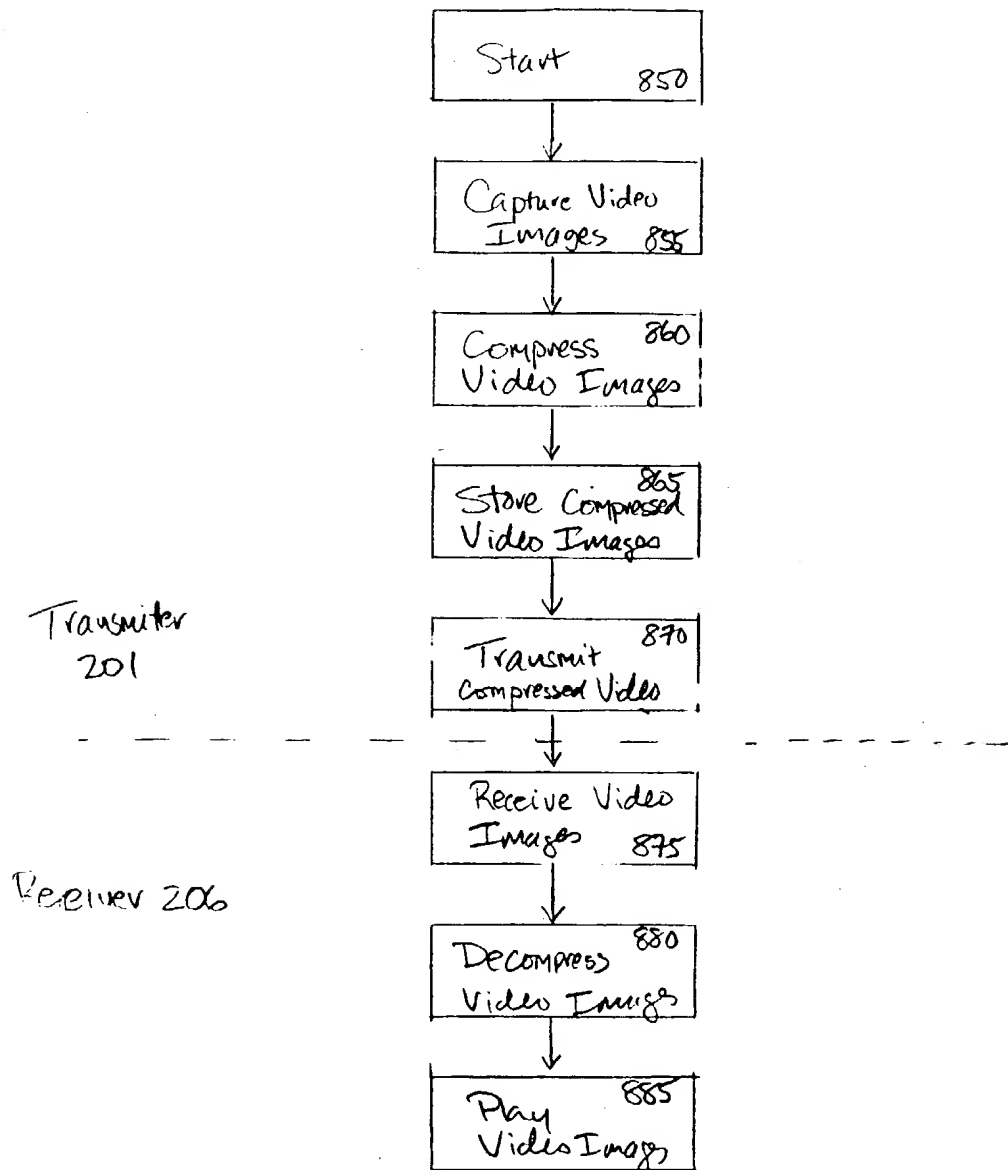 Start
850
Capture Video
Images 855
860
Compress
Video Images
865
Store Compressed
Video Images
Transmiter
201
870
Transmit
Compressed Video
Receive Video
Images 875
Receiver 206
880
Decompress
Video Images
885
Play
Video Images